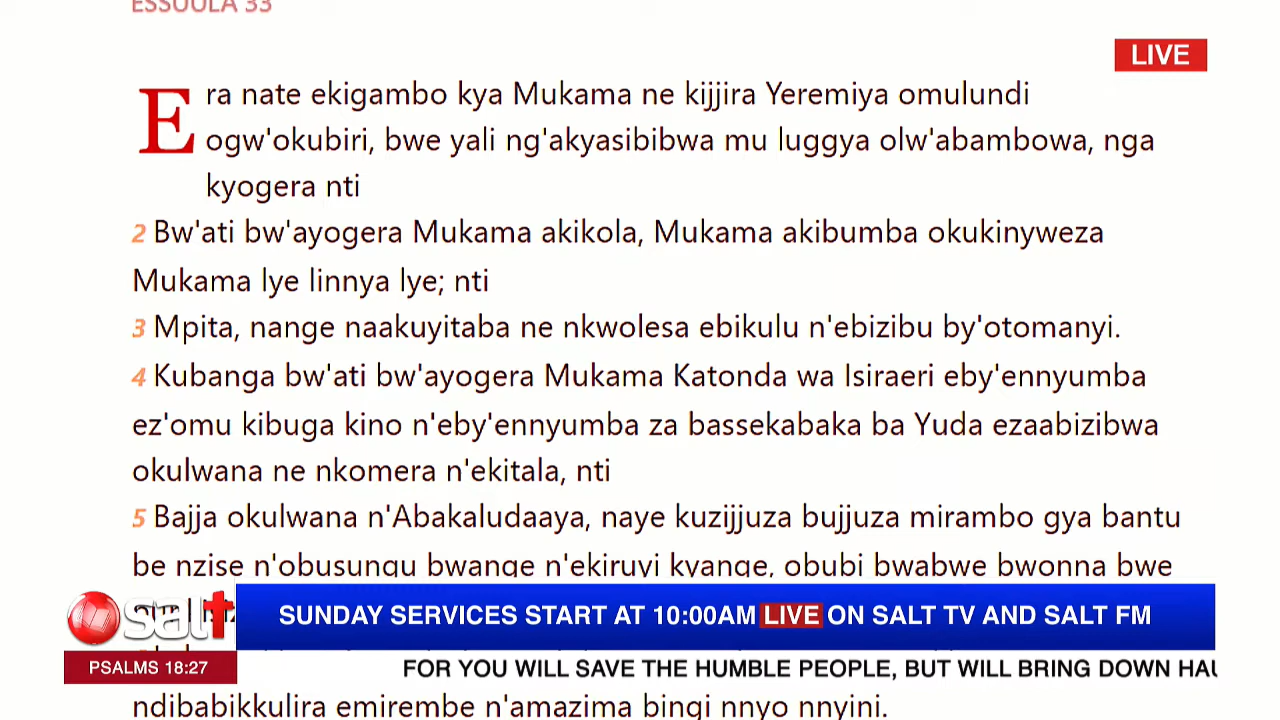 ESSUULA 33
LIVE
Era nate ekigambo kya Mukama ne kijjira Yeremiya omulundi
ogw'okubiri, bwe yali ng'akyasibibwa mu luggya olw'abambowa, nga
kyogera nti
2 Bw'ati bw'ayogera Mukama akikola, Mukama akibumba okukinyweza
Mukama lye linnya lye; nti
3 Mpita, nange naakuyitaba ne nkwolesa ebikulu n'ebizibu by'otomanyi.
4 Kubanga bw'ati bw'ayogera Mukama Katonda wa Isiraeri eby'ennyumba
ez'omu kibuga kino n'eby'ennyumba za bassekabaka ba Yuda ezaabizibwa
okulwana ne nkomera n'ekitala, nti
5 Bajja okulwana n'Abakaludaaya, naye kuzijjuza bujjuza mirambo gya bantu
be nzise n'obusungu bwange n'ekiruyi kyange, obubi bwabwe bwonna bwe
salt
SUNDAY SERVICES START AT 10:00AM LIVE ON SALT TV AND SALT FM
PSALMS 18:27
FOR YOU WILL SAVE THE HUMBLE PEOPLE, BUT WILL BRING DOWN
ndibabikkulira emirembe n'amazima bingi nnyo nnyini.